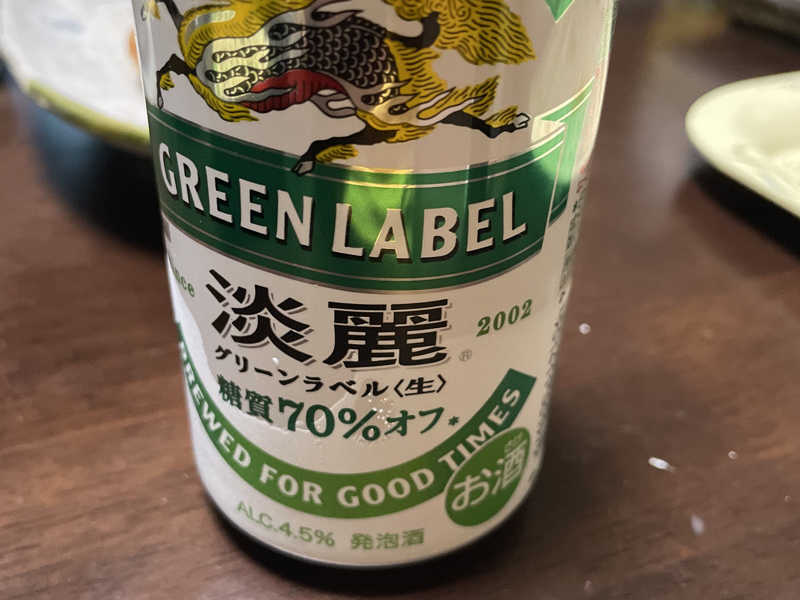 GREEN LABEL
since
2002
淡麗®
グリーンラベル〈生〉
糖質70%オフ*
BREWED FOR GOOD TIMES
お酒
ALC.4.5% 発泡酒